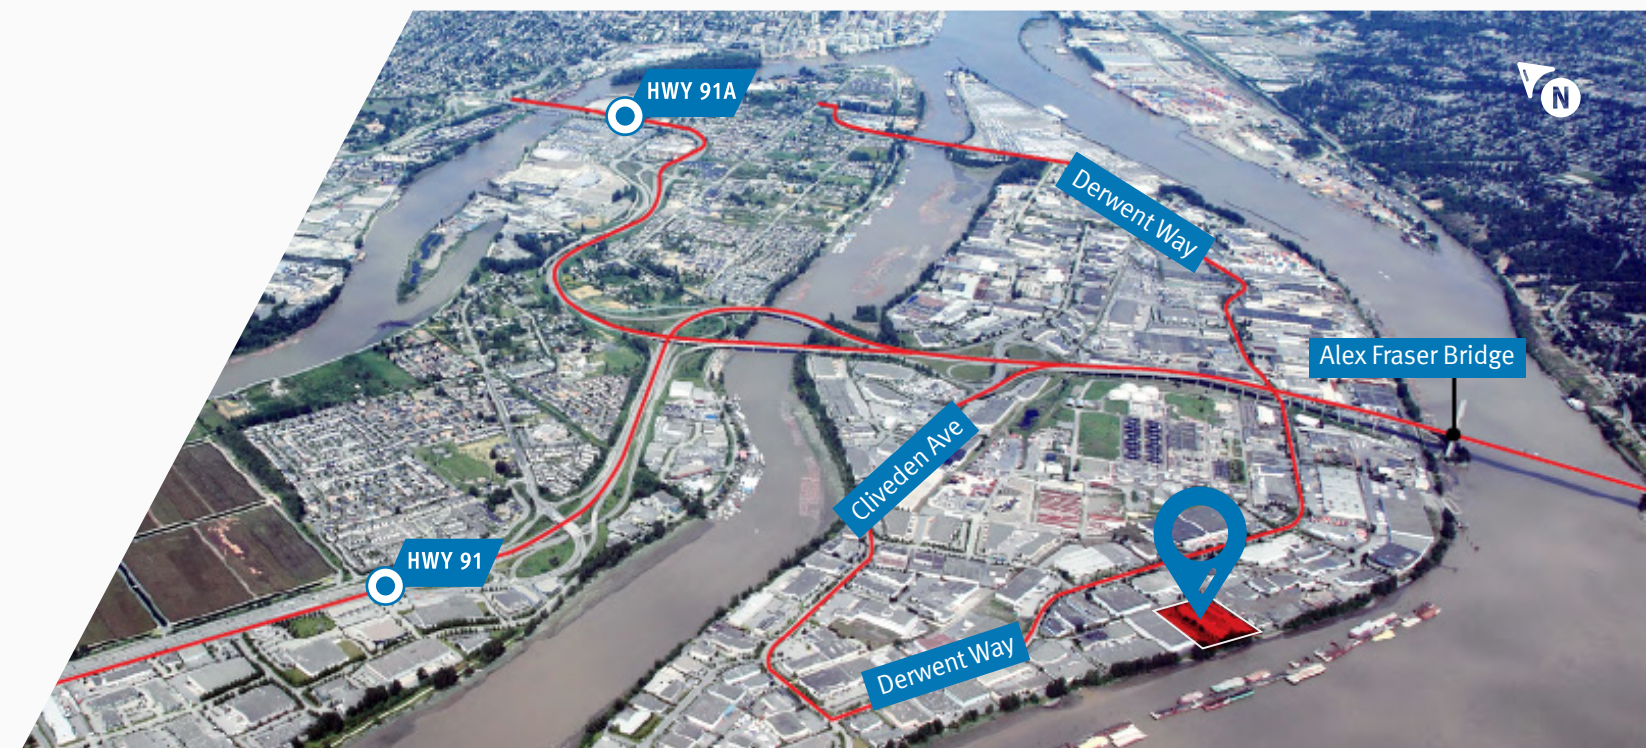 HWY 91A
N
Derwent Way
Alex Fraser Bridge
Cliveden Ave
HWY 91
Derwent Way